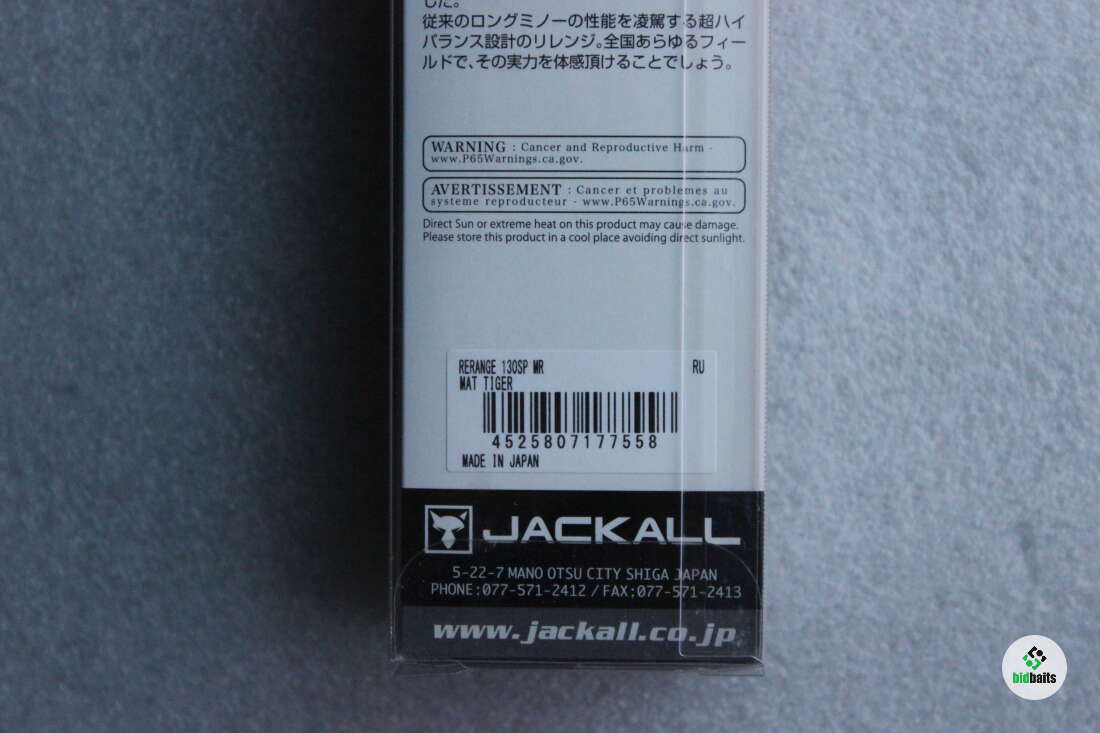 した。
従来のロングミノーの性能を凌駕する超ハイ
バランス設計のリレンジ。全国あらゆるフィー
ルドで、その実力を体感頂けることでしょう。
WARNING : Cancer and Reproductive Harm -
www.P65Warnings.ca.gov.
AVERTISSEMENT : Cancer et problemes au
systeme reproducteur - www.P65Warnings.ca.gov.
Direct Sun or extreme heat on this product may cause damage.
Please store this product in a cool place avoiding direct sunlight.
RERANGE 130SP MR RU
MAT TIGER
4525807177558
MADE IN JAPAN
JACKALL
5-22-7 MANO OTSU CITY SHIGA JAPAN
PHONE:077-571-2412 / FAX:077-571-2413
www.jackall.co.jp
bidbaits